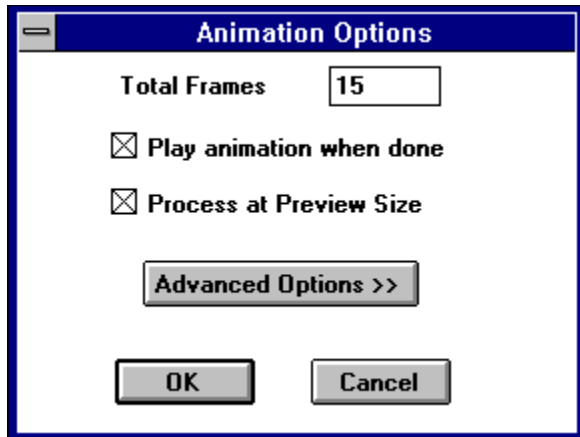 Animation Options
Total Frames 15
Play animation when done
Process at Preview Size
Advanced Options >>
OK Cancel